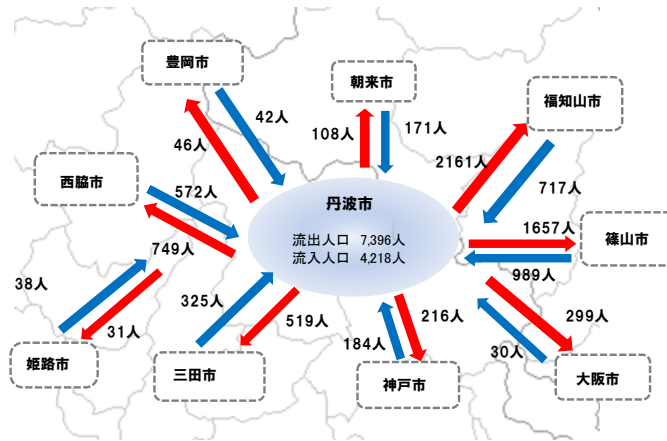 豊岡市
朝来市
福知山市
42人
46人
108人
171人
2161人
717人
西脇市
572人
749人
丹波市
流出人口 7,396人
流入人口 4,218人
1657人
989人
篠山市
38人
31人
325人
519人
184人
216人
299人
30人
姫路市
三田市
神戸市
大阪市